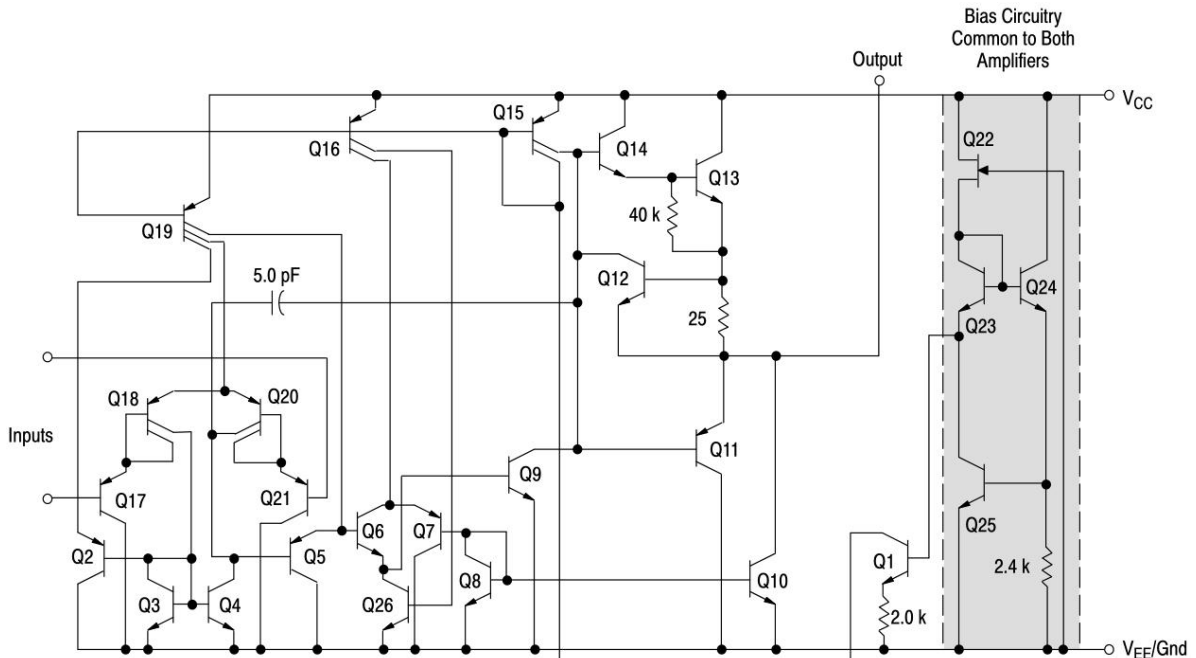 Bias Circuitry
Common to Both
Amplifiers
Output
VCC
Q15
Q22
Q16
Q14
Q13
40 k
Q19
5.0 pF
Q12
Q24
25
Q23
Q18
Q20
Inputs
Q11
Q9
Q17
Q21
Q25
Q6
Q7
Q2
Q5
Q1
Q8
Q10
2.4 k
Q3
Q4
Q26
2.0 k
VEE/Gnd